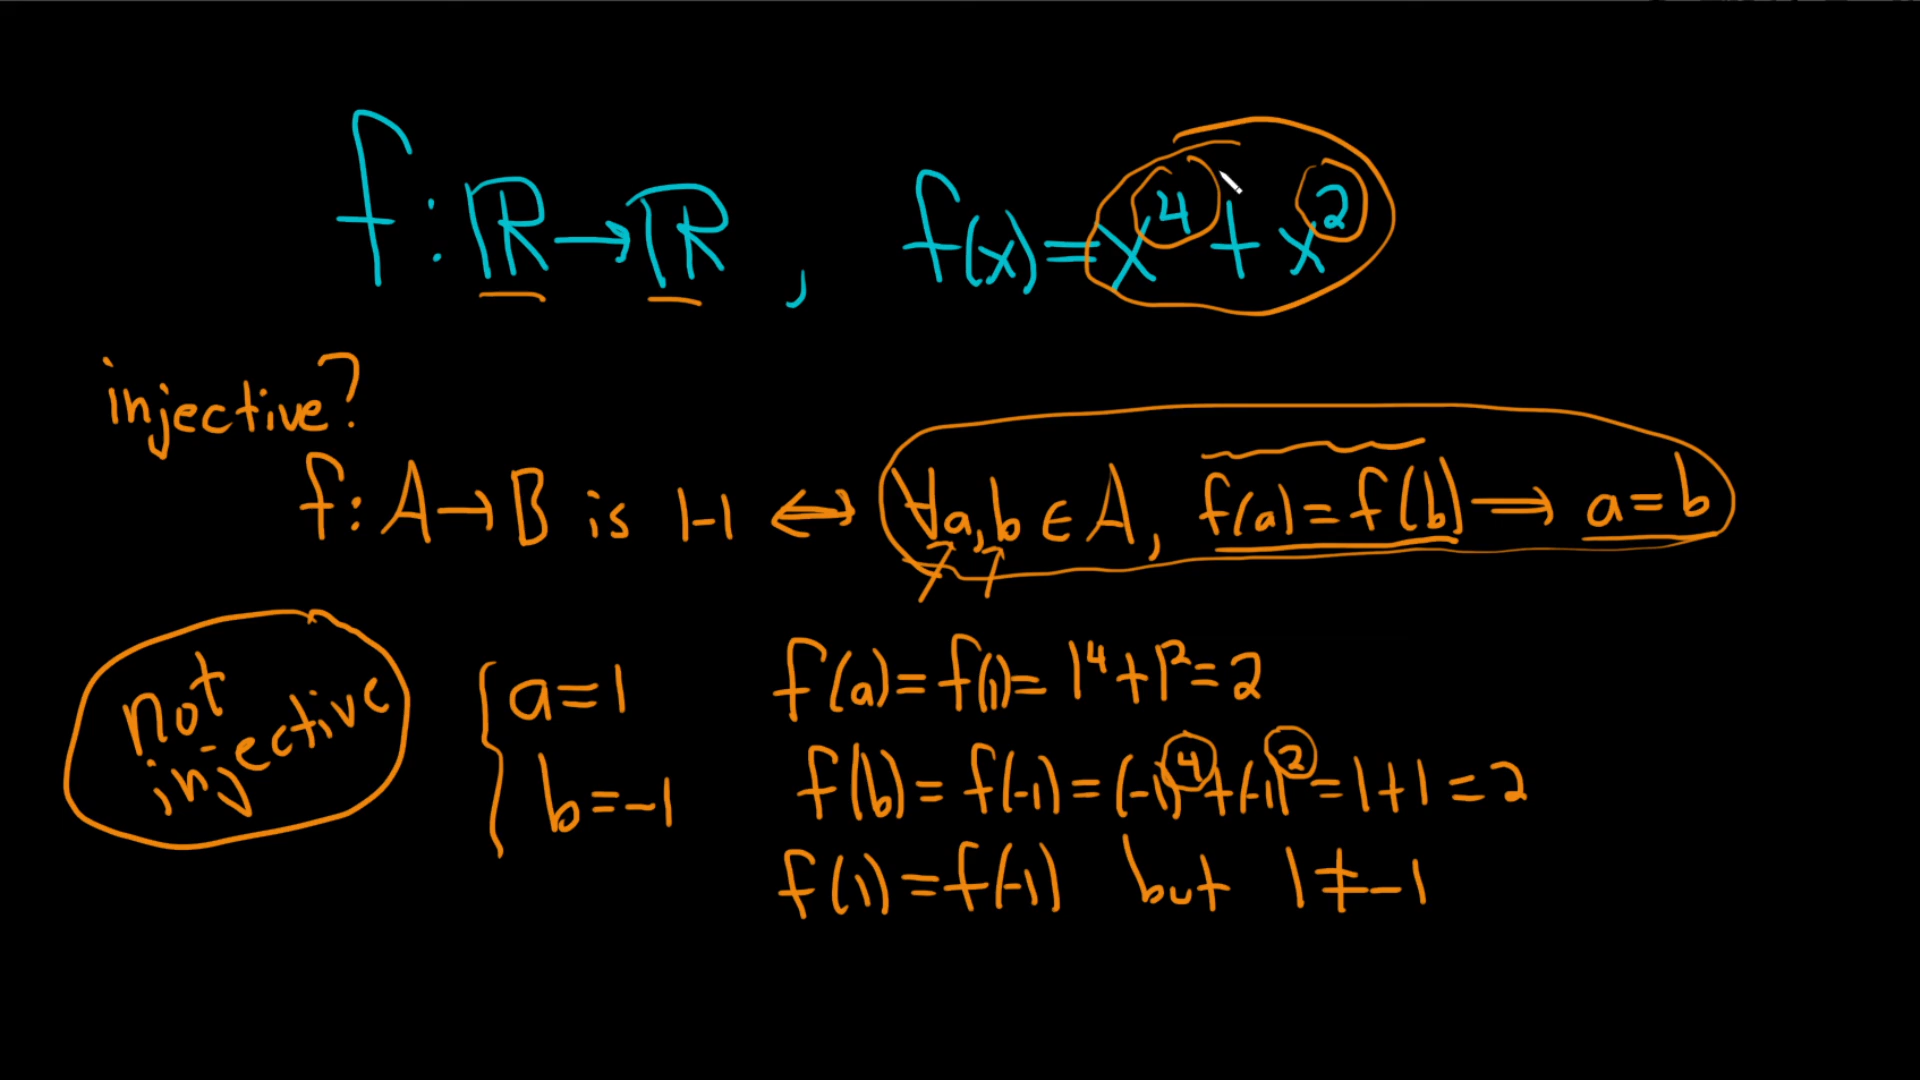 f: ℝ → ℝ , f(x) = x⁴ + x²
injective?
f: A → B is 1-1 ⟺ ∀a,b ∈ A, f(a) = f(b) ⟹ a = b
not
injective
a = 1
b = -1
f(a) = f(1) = 1⁴ + 1² = 2
f(b) = f(-1) = (-1)⁴ + (-1)² = 1 + 1 = 2
f(1) = f(-1) but 1 ≠ -1